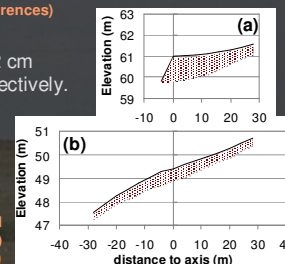 rences)
cm
ectively.
(a)
Elevation (m)
63
62
61
60
59
-10 0 10 20 30
(b)
Elevation (m)
51
50
49
48
47
-40 -30 -20 -10 0 10 20 30
distance to axis (m)